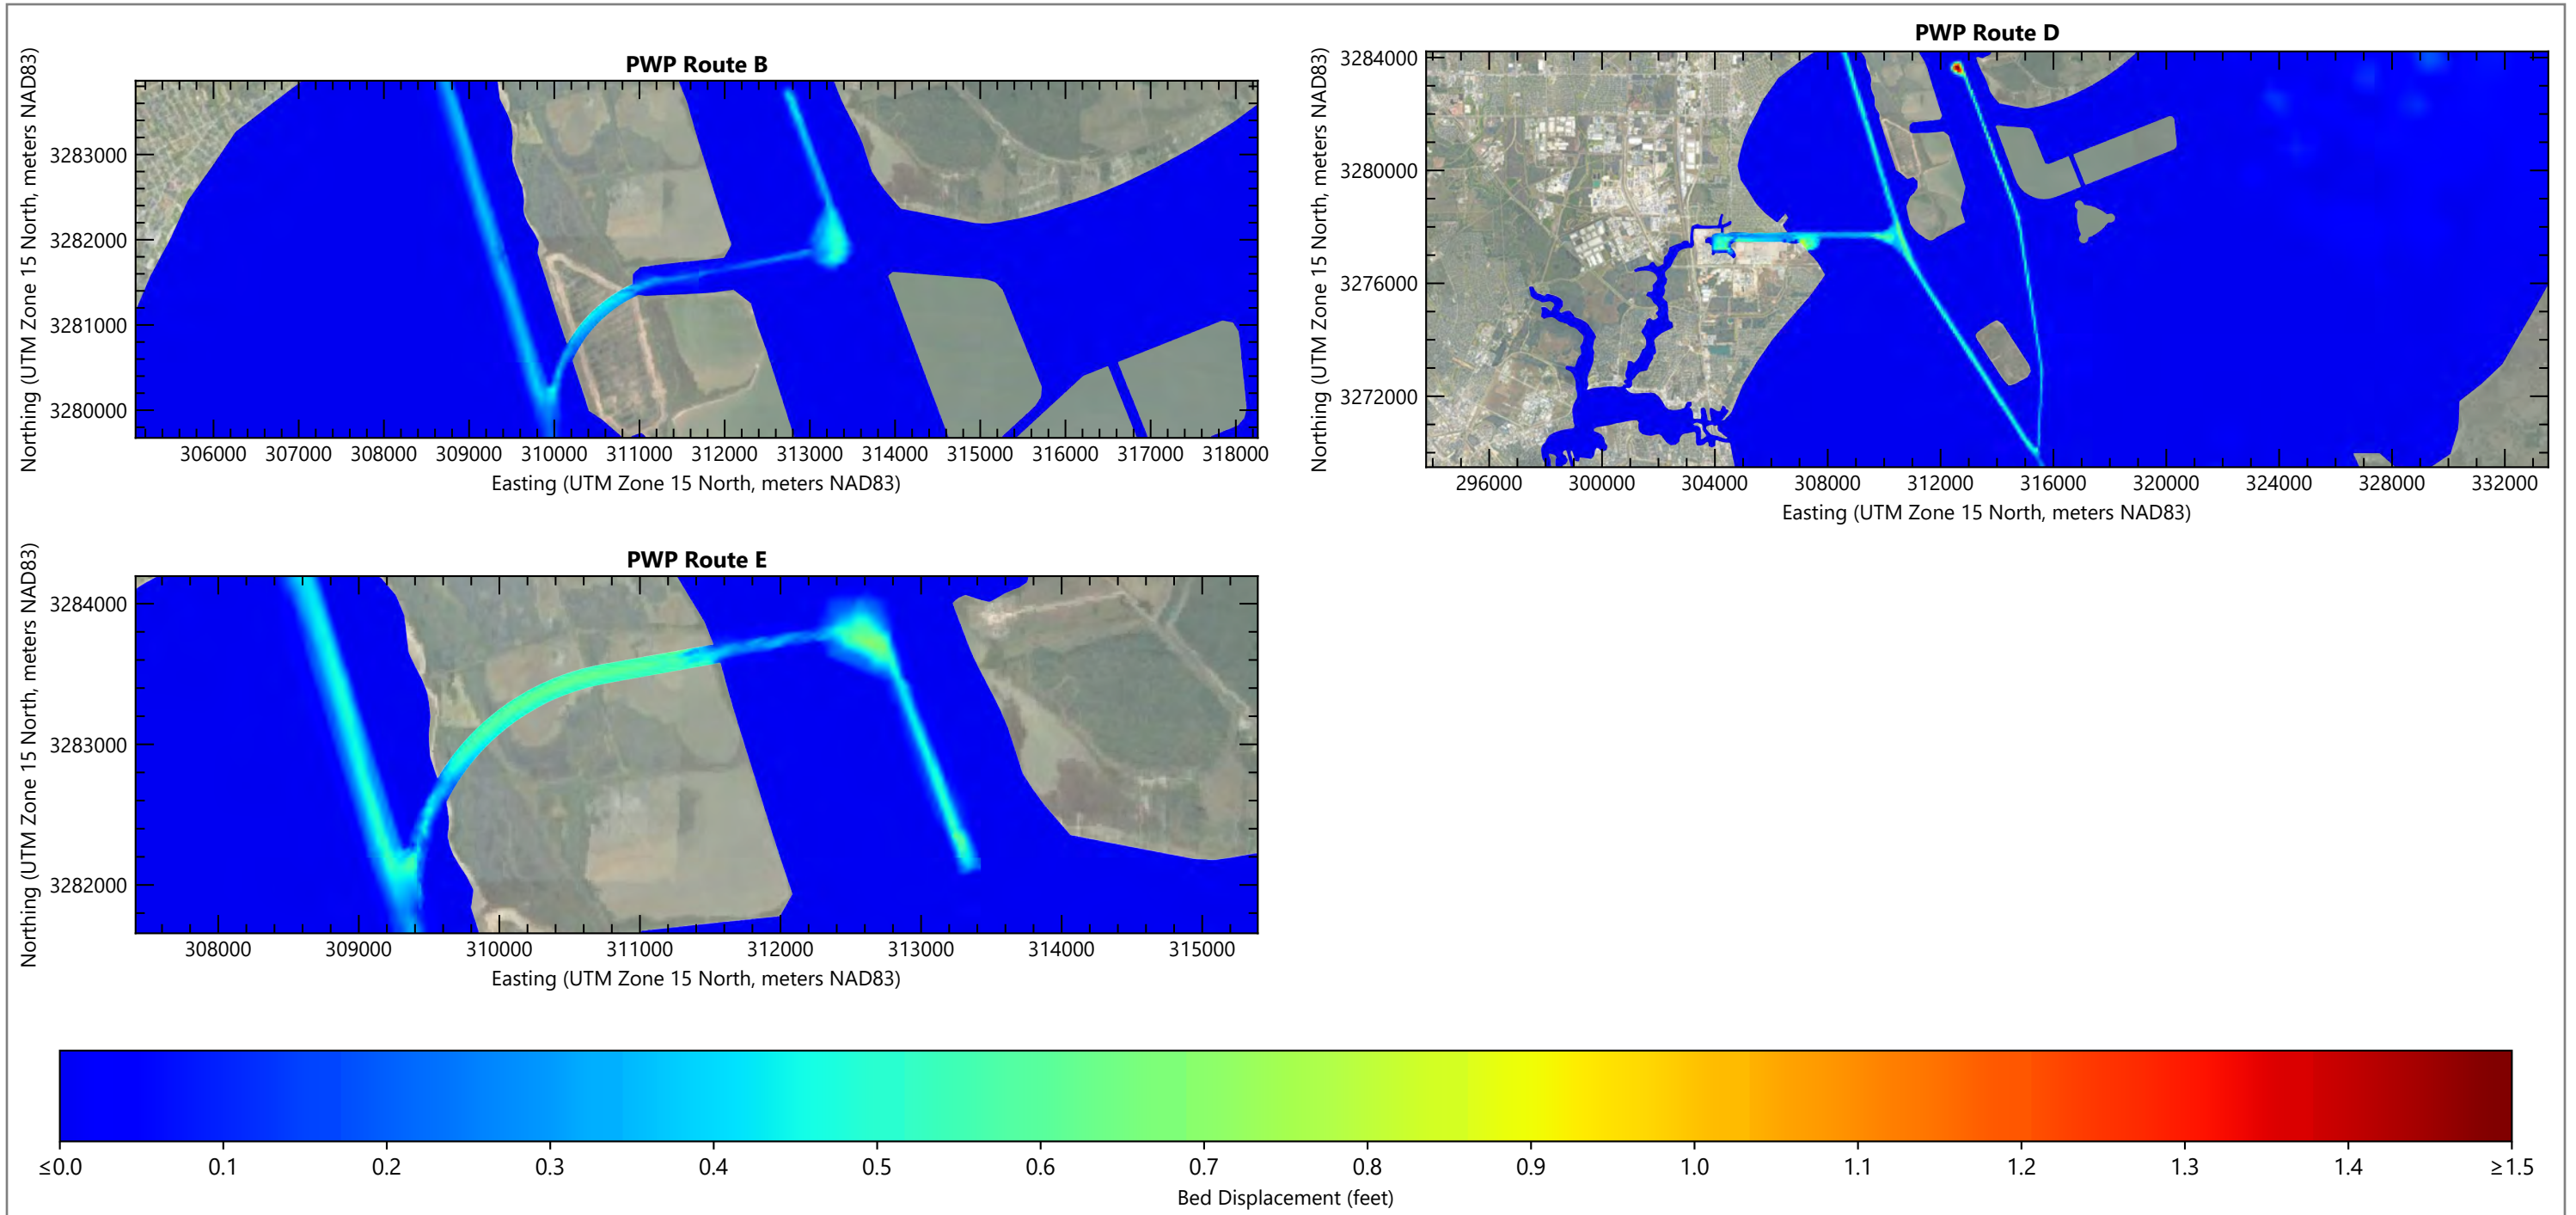 PWP Route B
Northing (UTM Zone 15 North, meters NAD83)
3283000
3282000
3281000
3280000
306000 307000 308000 309000 310000 311000 312000 313000 314000 315000 316000 317000 318000
Easting (UTM Zone 15 North, meters NAD83)
PWP Route D
Northing (UTM Zone 15 North, meters NAD83)
3284000
3280000
3276000
3272000
296000 300000 304000 308000 312000 316000 320000 324000 328000 332000
Easting (UTM Zone 15 North, meters NAD83)
PWP Route E
Northing (UTM Zone 15 North, meters NAD83)
3284000
3283000
3282000
308000 309000 310000 311000 312000 313000 314000 315000
Easting (UTM Zone 15 North, meters NAD83)
≤0.0 0.1 0.2 0.3 0.4 0.5 0.6 0.7 0.8 0.9 1.0 1.1 1.2 1.3 1.4 ≥1.5
Bed Displacement (feet)